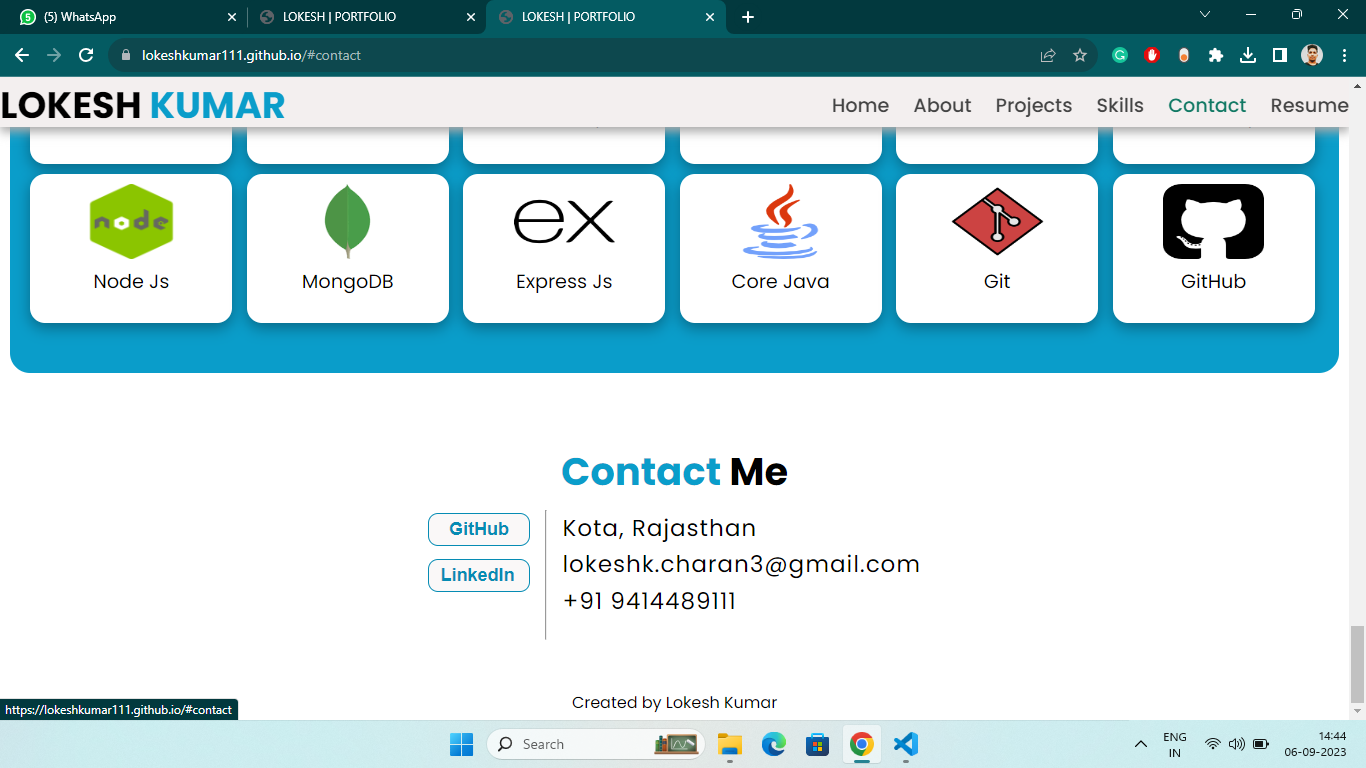 (5) WhatsApp
LOKESH | PORTFOLIO
LOKESH | PORTFOLIO
lokeshkumar111.github.io/#contact
LOKESH KUMAR
Home About Projects Skills Contact Resume
node
ex
Node Js
MongoDB
Express Js
Core Java
Git
GitHub
Contact Me
GitHub
LinkedIn
Kota, Rajasthan
lokeshk.charan3@gmail.com
+91 9414489111
Created by Lokesh Kumar
https://lokeshkumar111.github.io/#contact
Search
ENG
IN
14:44
06-09-2023